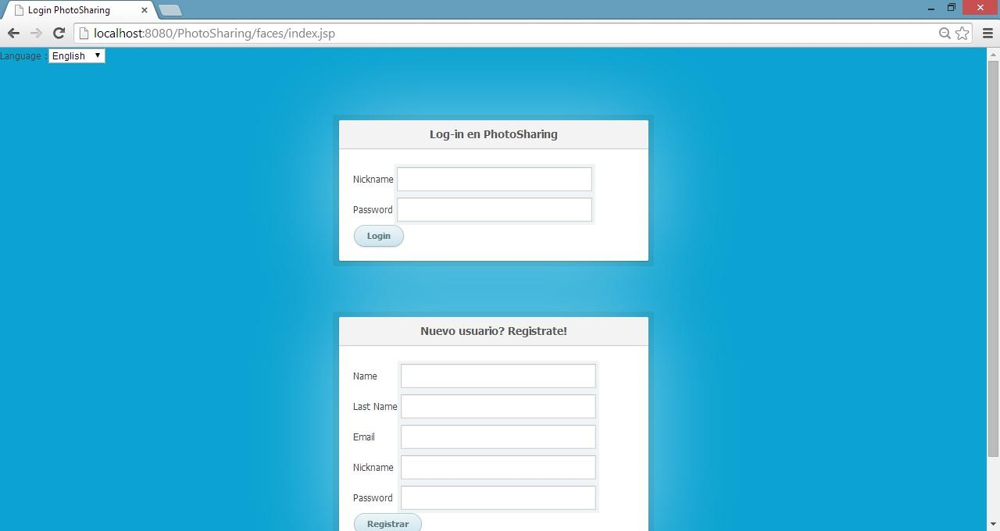 Login PhotoSharing
localhost:8080/PhotoSharing/faces/index.jsp
Language : English
Log-in en PhotoSharing
Nickname
Password
Login
Nuevo usuario? Registrate!
Name
Last Name
Email
Nickname
Password
Registrar